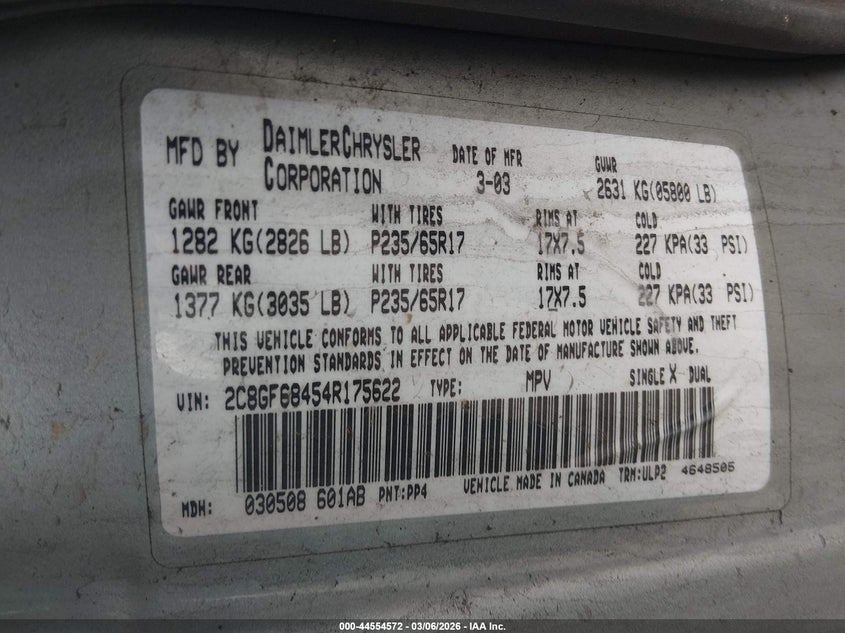 MFD BY DAIMLERCHRYSLER CORPORATION DATE OF MFR 3-03 GVWR 2631 KG(05800 LB)
GAWR FRONT WITH TIRES RIMS AT COLD
1282 KG(2826 LB) P235/65R17 17X7.5 227 KPA(33 PSI)
GAWR REAR WITH TIRES RIMS AT COLD
1377 KG(3035 LB) P235/65R17 17X7.5 227 KPA(33 PSI)
THIS VEHICLE CONFORMS TO ALL APPLICABLE FEDERAL MOTOR VEHICLE SAFETY AND THEFT
PREVENTION STANDARDS IN EFFECT ON THE DATE OF MANUFACTURE SHOWN ABOVE.
VIN: 2C8GF68454R175622 TYPE: MPV SINGLE X DUAL
MDH: 030508 601AB PNT:PP4 VEHICLE MADE IN CANADA TRM:ULP2 4648505
000-44554572 — 03/06/2026 - IAA Inc.